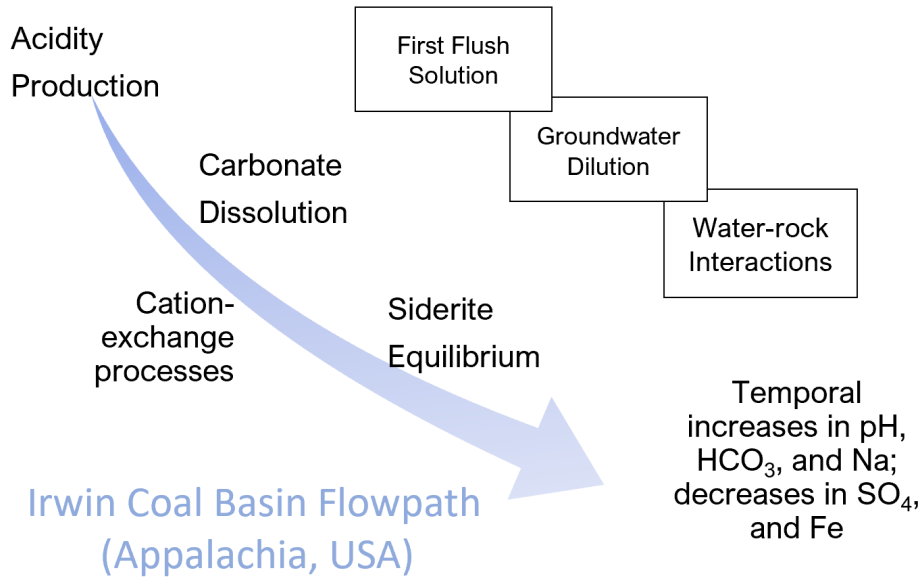 Acidity
Production
First Flush
Solution
Groundwater
Dilution
Carbonate
Dissolution
Water-rock
Interactions
Cation-
exchange
processes
Siderite
Equilibrium
Temporal
increases in pH,
HCO₃, and Na;
decreases in SO₄,
and Fe
Irwin Coal Basin Flowpath
(Appalachia, USA)